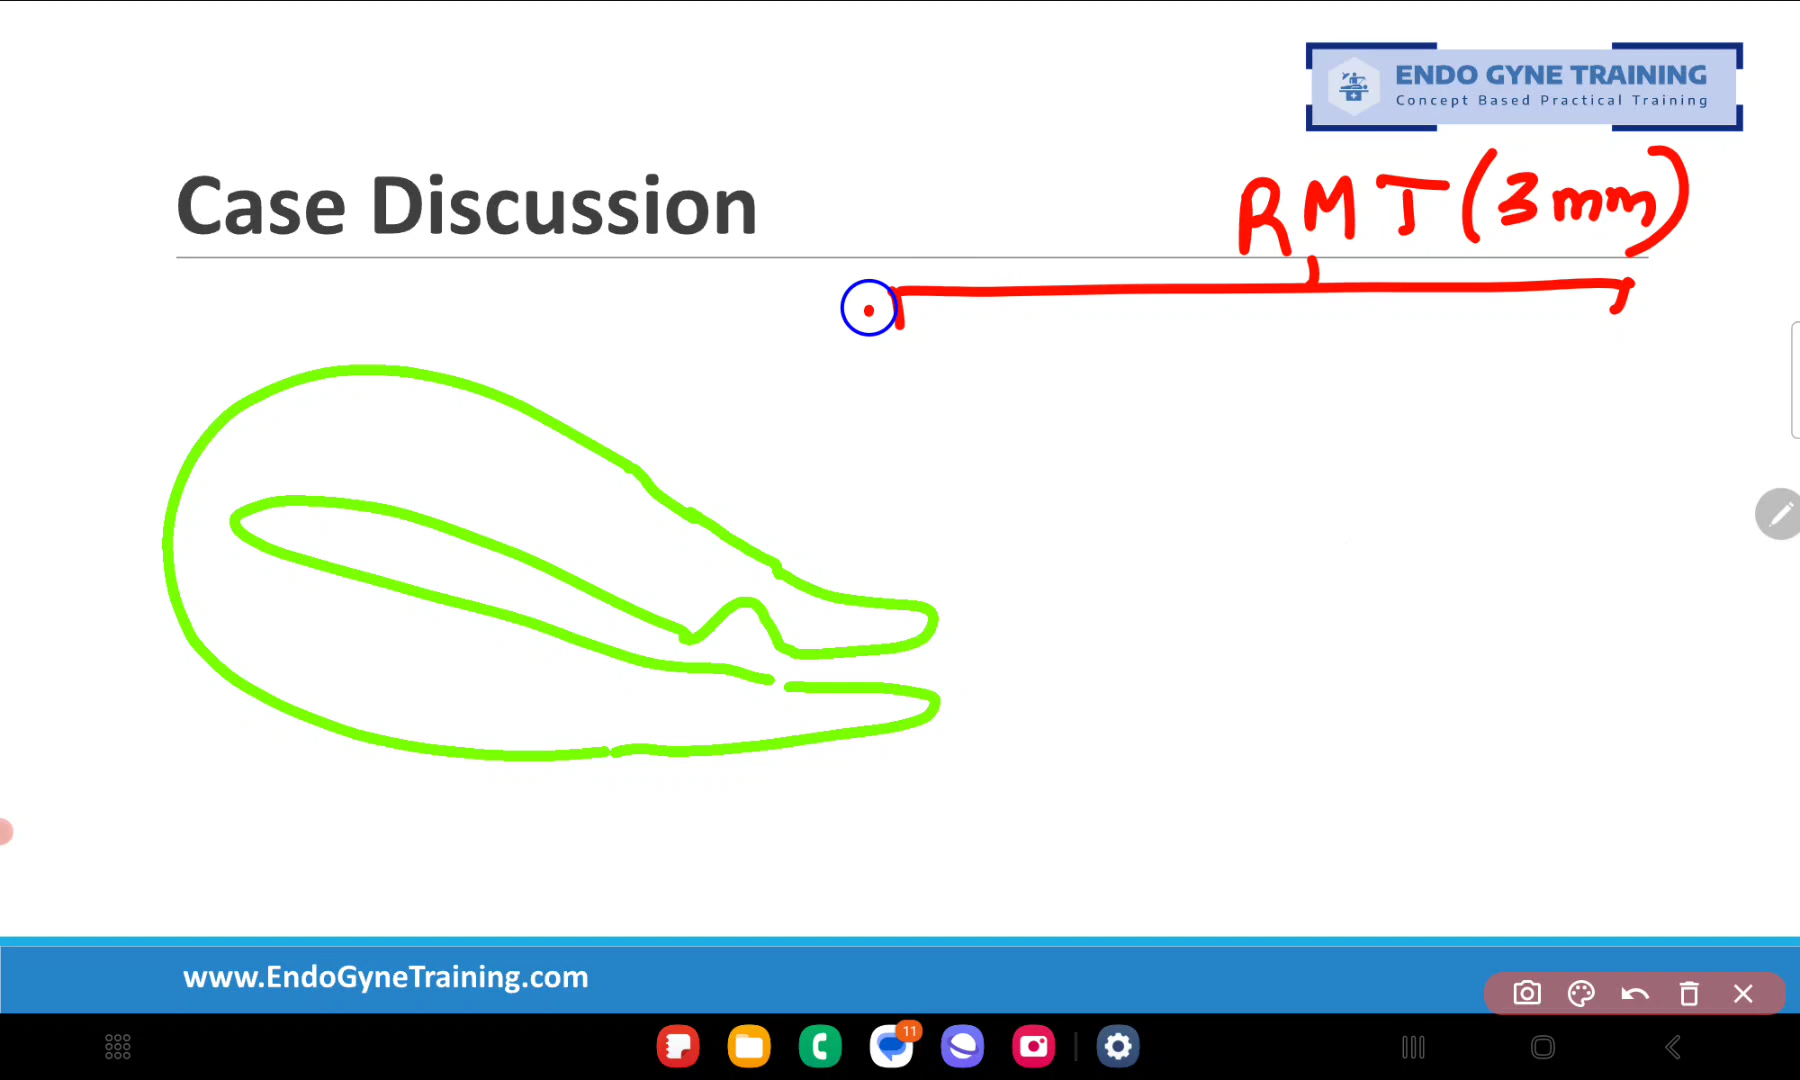 ENDO GYNE TRAINING
Concept Based Practical Training
Case Discussion
RMT (3mm)
www.EndoGyneTraining.com
11